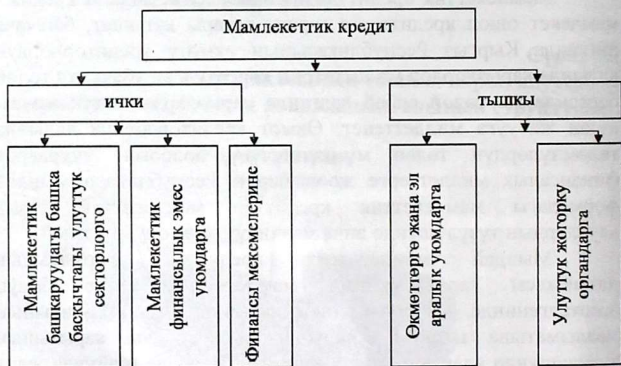 Мамлекеттик кредит
ички
тышкы
Мамлекеттик
башкаруулагы башка
баскычтагы улуттук
секторлорго
Мамлекеттик
финансылык эмес
уюмдарга
Финансы мекемелерине
Өкмөттөргө жана эл
аралык уюмдарга
Улуттук жогорку
органдарга